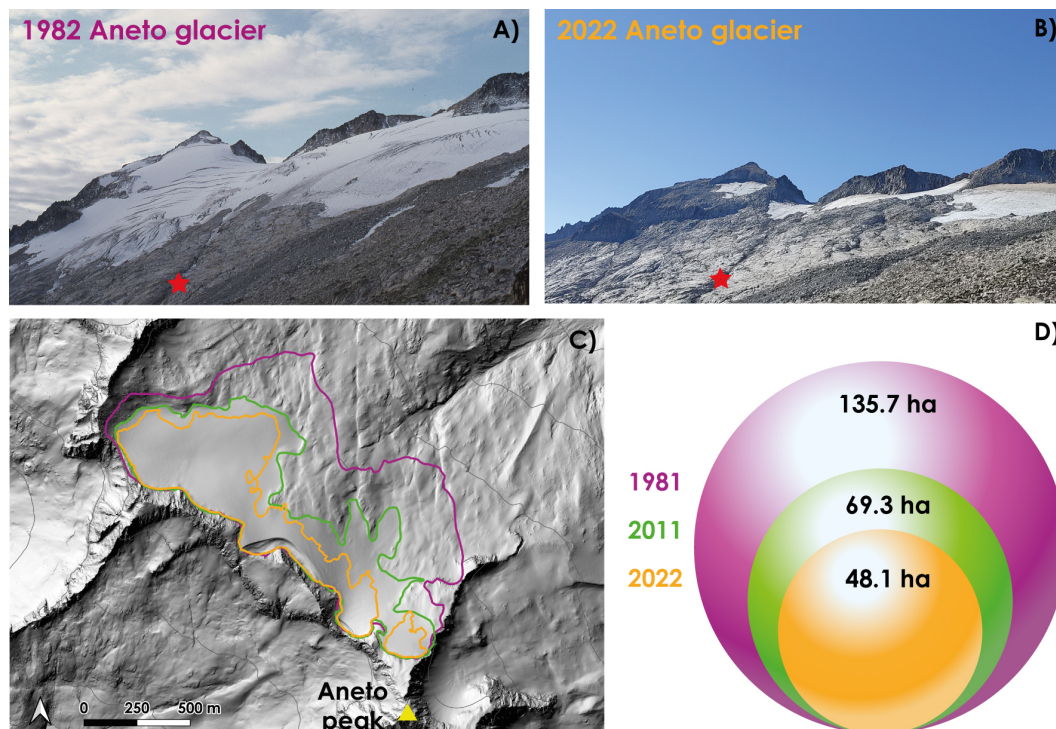 1982 Aneto glacier
A)
2022 Aneto glacier
B)
C)
Aneto
peak
0 250 500 m
D)
135.7 ha
1981
69.3 ha
2011
2022
48.1 ha